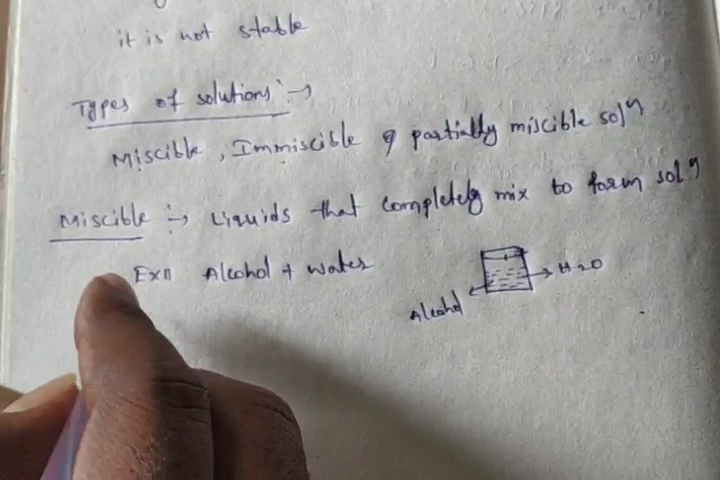 it is not stable
Types of solutions :→
Miscible, Immiscible & partially miscible solⁿ
Miscible :→ Liquids that completely mix to form solⁿ
Ex:: Alcohol + Water
Alcohol
H2O